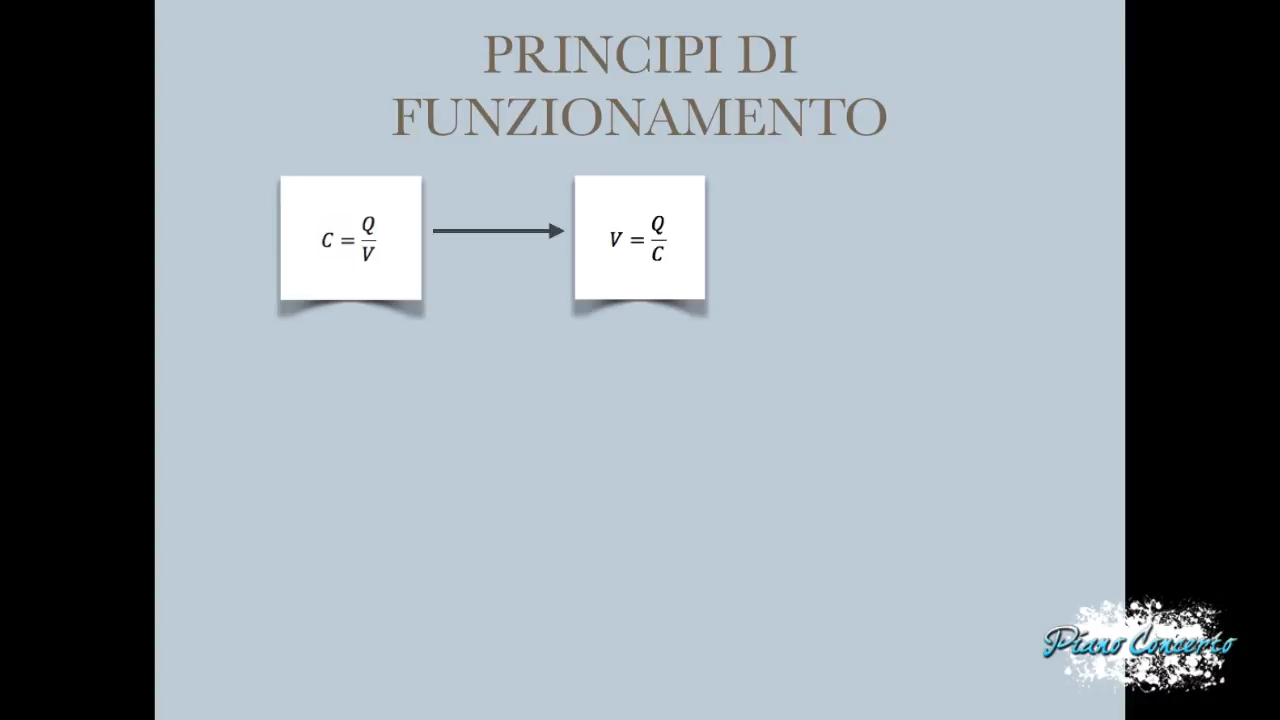 PRINCIPI DI
FUNZIONAMENTO
C = Q/V
V = Q/C
Piano Concerto